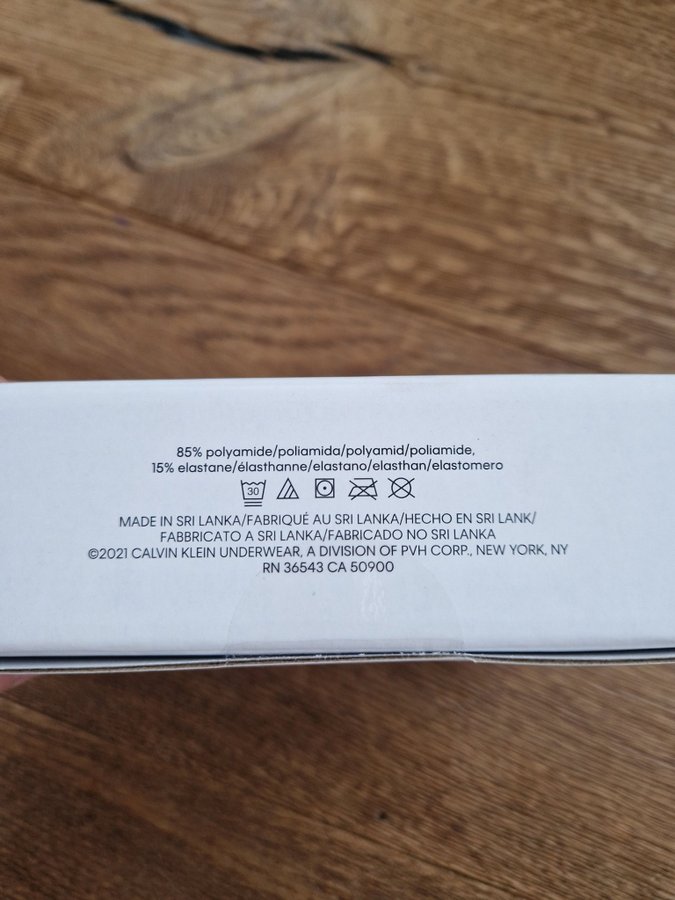 85% polyamide/poliamida/polyamid/poliamide,
15% elastane/élasthanne/elastano/elasthan/elastomero
30
MADE IN SRI LANKA/FABRIQUÉ AU SRI LANKA/HECHO EN SRI LANK/
FABBRICATO A SRI LANKA/FABRICADO NO SRI LANKA
©2021 CALVIN KLEIN UNDERWEAR, A DIVISION OF PVH CORP., NEW YORK, NY
RN 36543 CA 50900